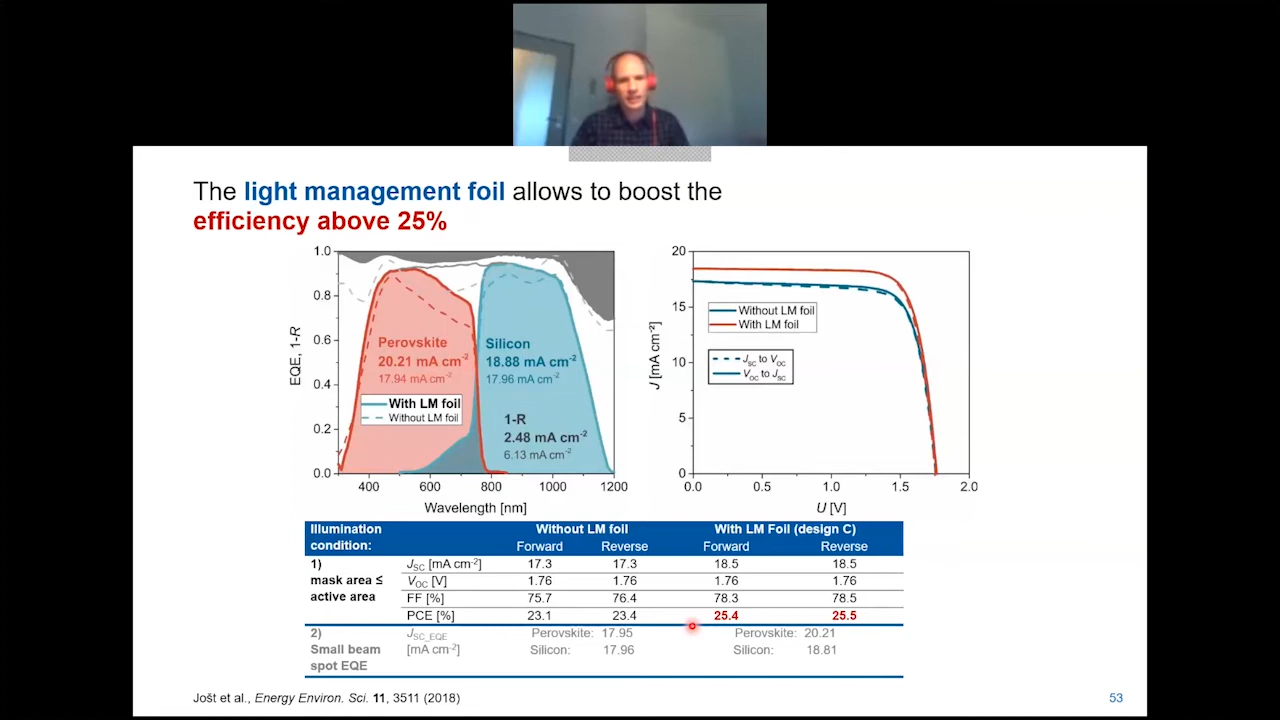 The light management foil allows to boost the
efficiency above 25%
1.0
0.8
0.6
0.4
0.2
0.0
EQE, 1-R
Perovskite
20.21 mA cm-2
17.94 mA cm-2
Silicon
18.88 mA cm-2
17.96 mA cm-2
With LM foil
Without LM foil
1-R
2.48 mA cm-2
6.13 mA cm-2
400 600 800 1000 1200
Wavelength [nm]
20
15
10
5
0
J [mA cm-2]
Without LM foil
With LM foil
JSC to VOC
VOC to JSC
0.0 0.5 1.0 1.5 2.0
U [V]
Illumination condition: Without LM foil With LM Foil (design C)
Forward Reverse Forward Reverse
1) JSC [mA cm-2] 17.3 17.3 18.5 18.5
mask area ≤ VOC [V] 1.76 1.76 1.76 1.76
active area FF [%] 75.7 76.4 78.3 78.5
PCE [%] 23.1 23.4 25.4 25.5
2) JSC_EQE Perovskite: 17.95 Perovskite: 20.21
Small beam [mA cm-2] Silicon: 17.96 Silicon: 18.81
spot EQE
Jošt et al., Energy Environ. Sci. 11, 3511 (2018)
53